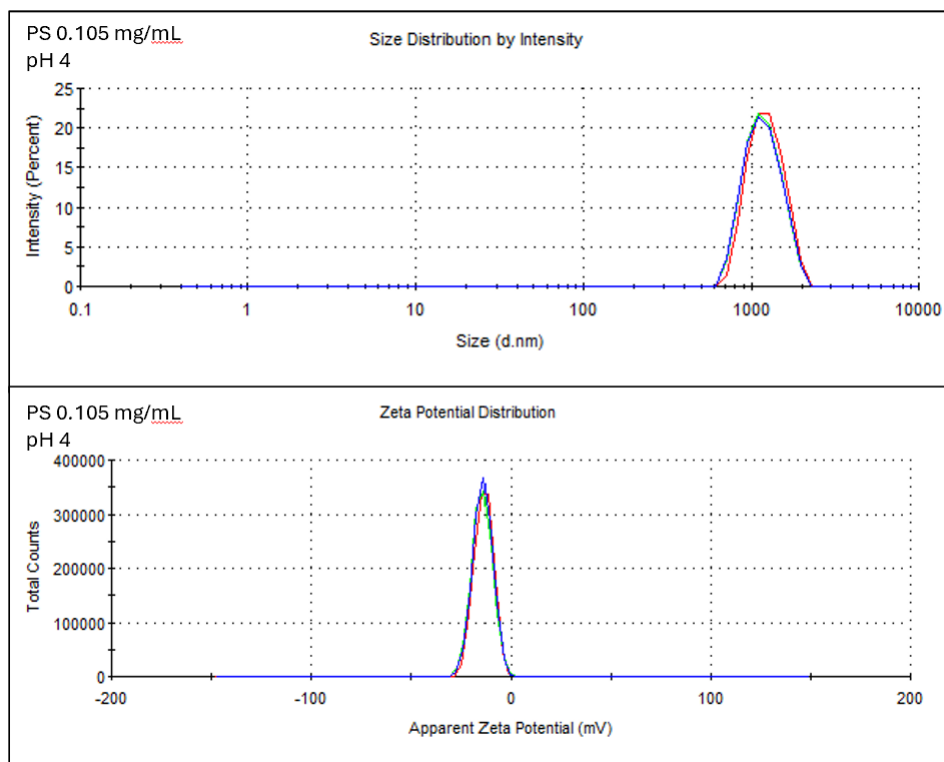 PS 0.105 mg/mL
pH 4
Size Distribution by Intensity
Intensity (Percent)
25
20
15
10
5
0
0.1 1 10 100 1000 10000
Size (d.nm)
PS 0.105 mg/mL
pH 4
Zeta Potential Distribution
Total Counts
400000
300000
200000
100000
0
-200 -100 0 100 200
Apparent Zeta Potential (mV)